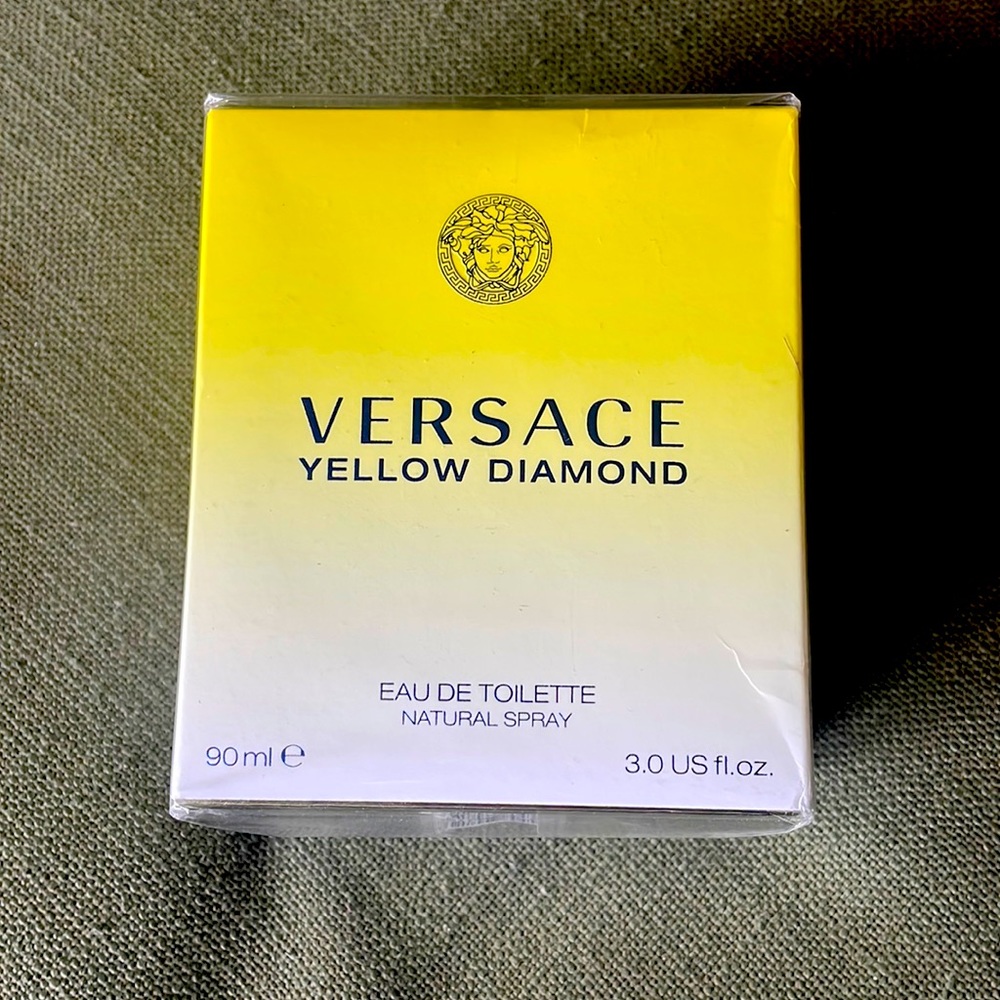 VERSACE
YELLOW DIAMOND
EAU DE TOILETTE
NATURAL SPRAY
90 ml ℮
3.0 US fl.oz.